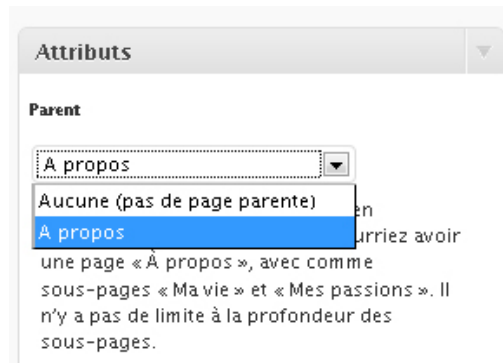 Attributs
Parent
A propos
Aucune (pas de page parente)
en
A propos
urriez avoir
une page « À propos », avec comme
sous-pages « Ma vie » et « Mes passions ». Il
n'y a pas de limite à la profondeur des
sous-pages.